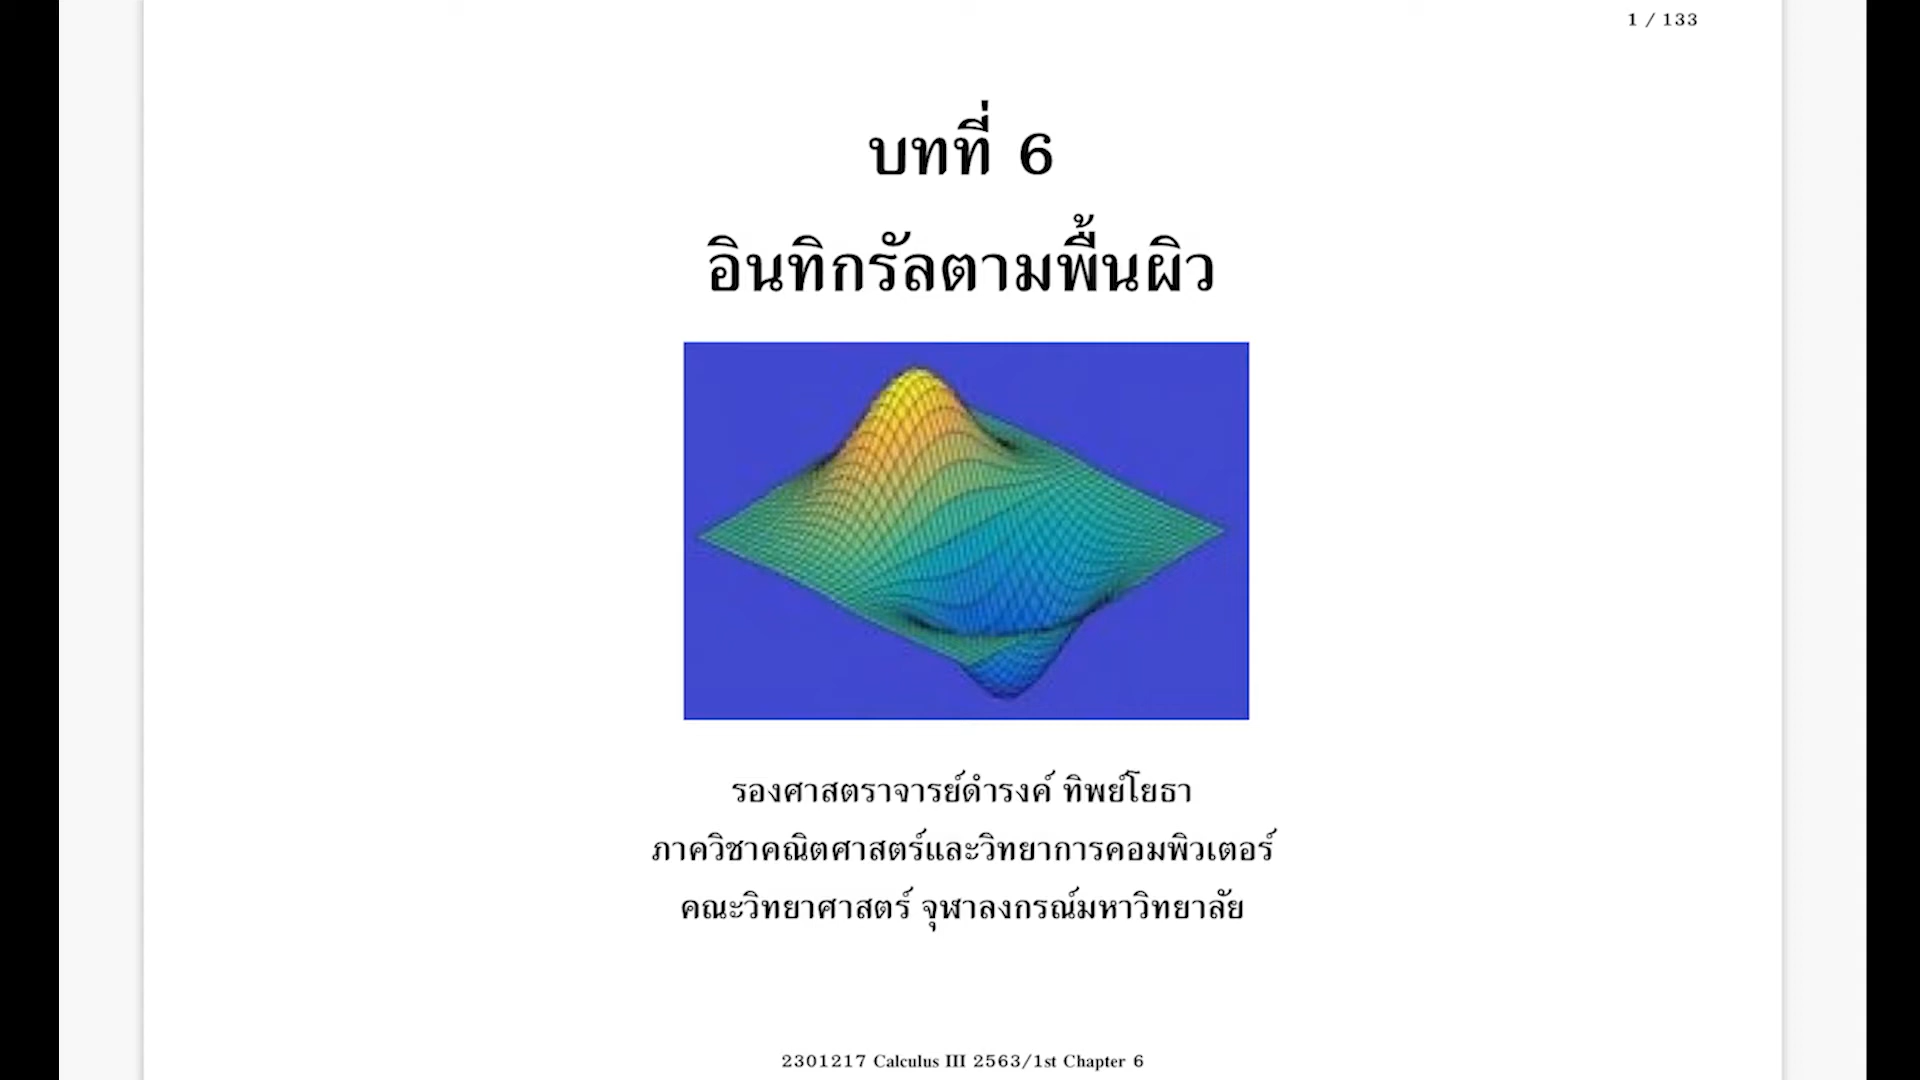 1 / 133
บทที่ 6
อินทิกรัลตามพื้นผิว
รองศาสตราจารย์ดำรงค์ ทิพย์โยธา
ภาควิชาคณิตศาสตร์และวิทยาการคอมพิวเตอร์
คณะวิทยาศาสตร์ จุฬาลงกรณ์มหาวิทยาลัย
2301217 Calculus III 2563/1st Chapter 6